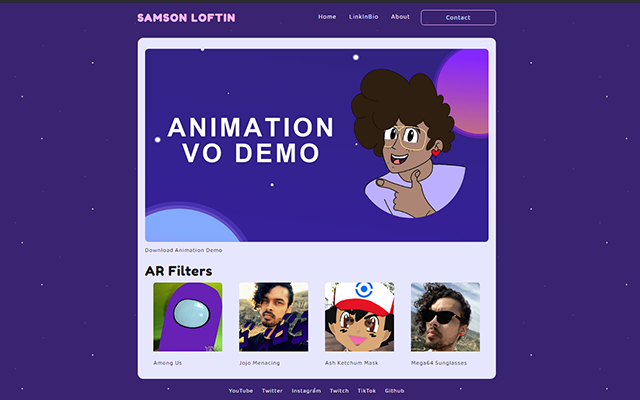 SAMSON LOFTIN
Home LinkInBio About Contact
ANIMATION
VO DEMO
Download Animation Demo
AR Filters
Among Us Jojo Menacing Ash Ketchum Mask Mega64 Sunglasses
YouTube Twitter Instagram Twitch TikTok Github